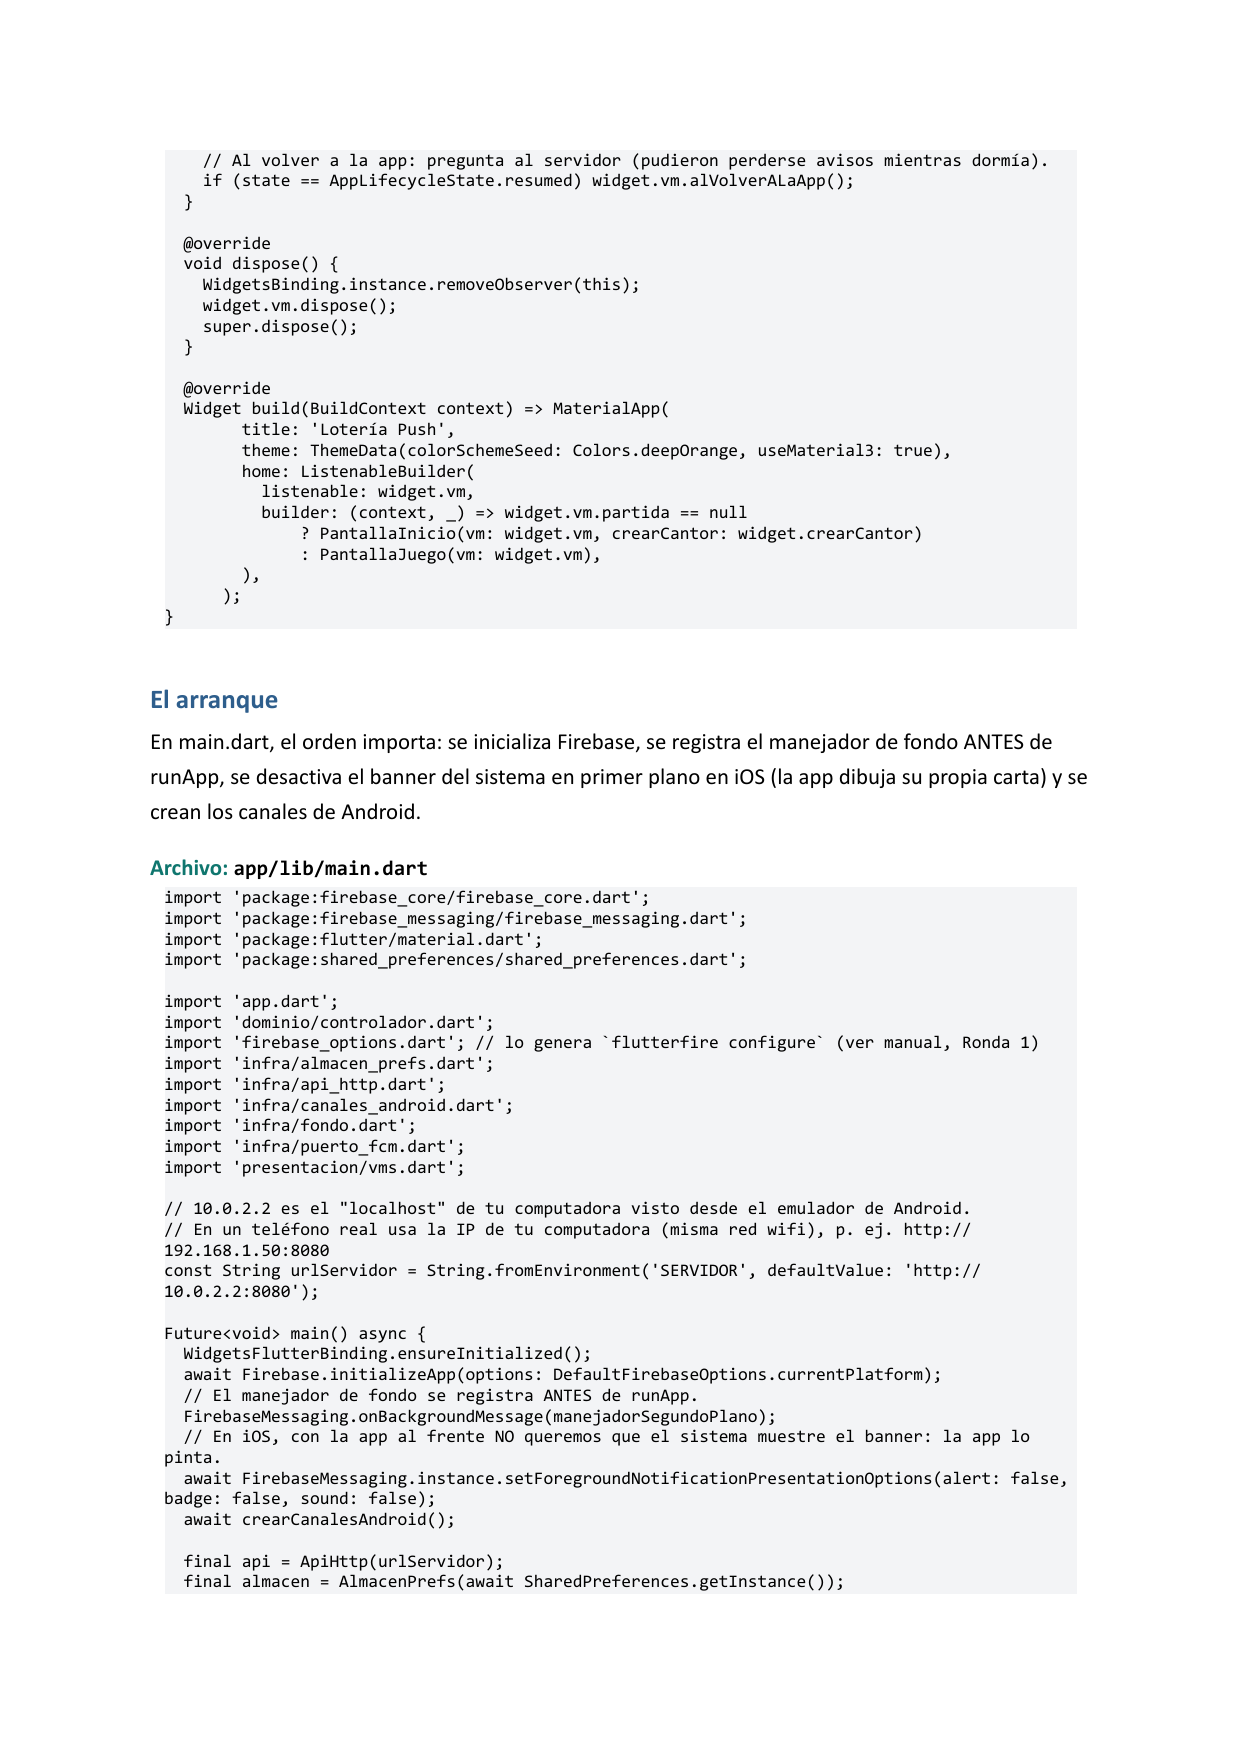 // Al volver a la app: pregunta al servidor (pudieron perderse avisos mientras dormía).
    if (state == AppLifecycleState.resumed) widget.vm.alVolverALaApp();
  }

  @override
  void dispose() {
    WidgetsBinding.instance.removeObserver(this);
    widget.vm.dispose();
    super.dispose();
  }

  @override
  Widget build(BuildContext context) => MaterialApp(
        title: 'Lotería Push',
        theme: ThemeData(colorSchemeSeed: Colors.deepOrange, useMaterial3: true),
        home: ListenableBuilder(
          listenable: widget.vm,
          builder: (context, _) => widget.vm.partida == null
              ? PantallaInicio(vm: widget.vm, crearCantor: widget.crearCantor)
              : PantallaJuego(vm: widget.vm),
        ),
      );
}

El arranque
En main.dart, el orden importa: se inicializa Firebase, se registra el manejador de fondo ANTES de
runApp, se desactiva el banner del sistema en primer plano en iOS (la app dibuja su propia carta) y se
crean los canales de Android.

Archivo: app/lib/main.dart
import 'package:firebase_core/firebase_core.dart';
import 'package:firebase_messaging/firebase_messaging.dart';
import 'package:flutter/material.dart';
import 'package:shared_preferences/shared_preferences.dart';

import 'app.dart';
import 'dominio/controlador.dart';
import 'firebase_options.dart'; // lo genera `flutterfire configure` (ver manual, Ronda 1)
import 'infra/almacen_prefs.dart';
import 'infra/api_http.dart';
import 'infra/canales_android.dart';
import 'infra/fondo.dart';
import 'infra/puerto_fcm.dart';
import 'presentacion/vms.dart';

// 10.0.2.2 es el "localhost" de tu computadora visto desde el emulador de Android.
// En un teléfono real usa la IP de tu computadora (misma red wifi), p. ej. http://
192.168.1.50:8080
const String urlServidor = String.fromEnvironment('SERVIDOR', defaultValue: 'http://
10.0.2.2:8080');

Future<void> main() async {
  WidgetsFlutterBinding.ensureInitialized();
  await Firebase.initializeApp(options: DefaultFirebaseOptions.currentPlatform);
  // El manejador de fondo se registra ANTES de runApp.
  FirebaseMessaging.onBackgroundMessage(manejadorSegundoPlano);
  // En iOS, con la app al frente NO queremos que el sistema muestre el banner: la app lo
pinta.
  await FirebaseMessaging.instance.setForegroundNotificationPresentationOptions(alert: false,
badge: false, sound: false);
  await crearCanalesAndroid();

  final api = ApiHttp(urlServidor);
  final almacen = AlmacenPrefs(await SharedPreferences.getInstance());